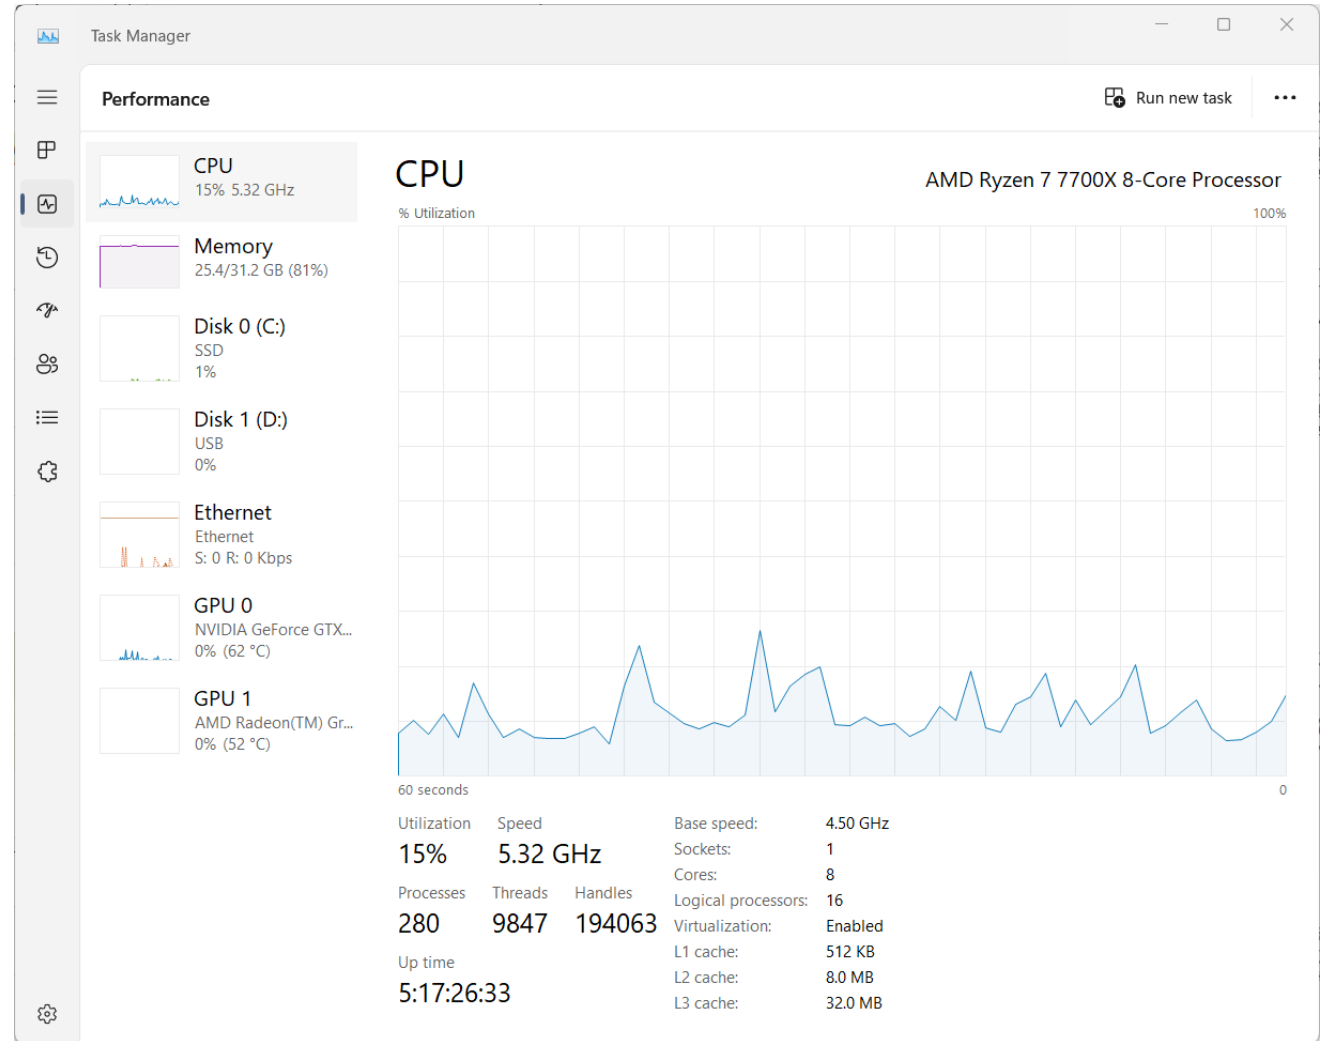 Task Manager
Performance
Run new task
CPU
15% 5.32 GHz
Memory
25.4/31.2 GB (81%)
Disk 0 (C:)
SSD
1%
Disk 1 (D:)
USB
0%
Ethernet
Ethernet
S: 0 R: 0 Kbps
GPU 0
NVIDIA GeForce GTX...
0% (62 °C)
GPU 1
AMD Radeon(TM) Gr...
0% (52 °C)
CPU
AMD Ryzen 7 7700X 8-Core Processor
% Utilization 100%
60 seconds 0
Utilization Speed
15% 5.32 GHz
Processes Threads Handles
280 9847 194063
Up time
5:17:26:33
Base speed: 4.50 GHz
Sockets: 1
Cores: 8
Logical processors: 16
Virtualization: Enabled
L1 cache: 512 KB
L2 cache: 8.0 MB
L3 cache: 32.0 MB